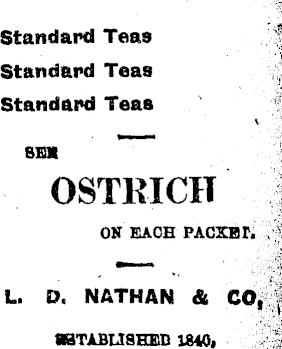 Standard Teas
Standard Teas
Standard Teas
SEE
OSTRICH
ON EACH PACKET.
L. D. NATHAN & CO,
ESTABLISHED 1840,